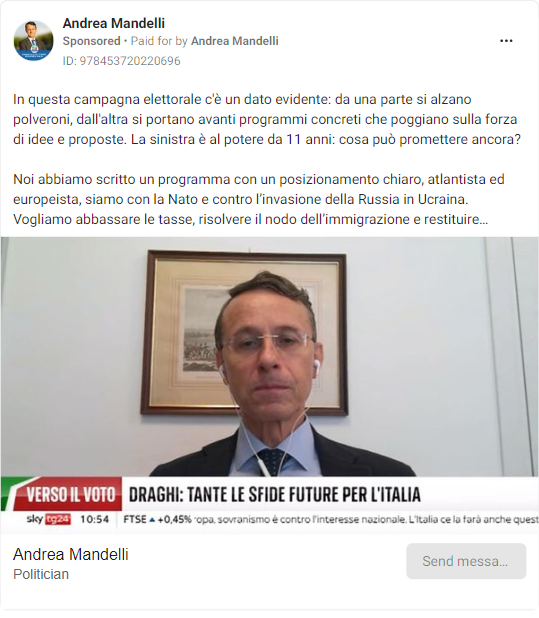 Andrea Mandelli
Sponsored • Paid for by Andrea Mandelli
ID: 978453720220696
In questa campagna elettorale c'è un dato evidente: da una parte si alzano
polveroni, dall'altra si portano avanti programmi concreti che poggiano sulla forza
di idee e proposte. La sinistra è al potere da 11 anni: cosa può promettere ancora?
Noi abbiamo scritto un programma con un posizionamento chiaro, atlantista ed
europeista, siamo con la Nato e contro l’invasione della Russia in Ucraina.
Vogliamo abbassare le tasse, risolvere il nodo dell’immigrazione e restituire…
VERSO IL VOTO DRAGHI: TANTE LE SFIDE FUTURE PER L'ITALIA
sky tg24 10:54 FTSE ▲ +0,45% 'opa, sovranismo è contro l'interesse nazionale. L'Italia ce la farà anche quest
Andrea Mandelli
Politician
Send messa...